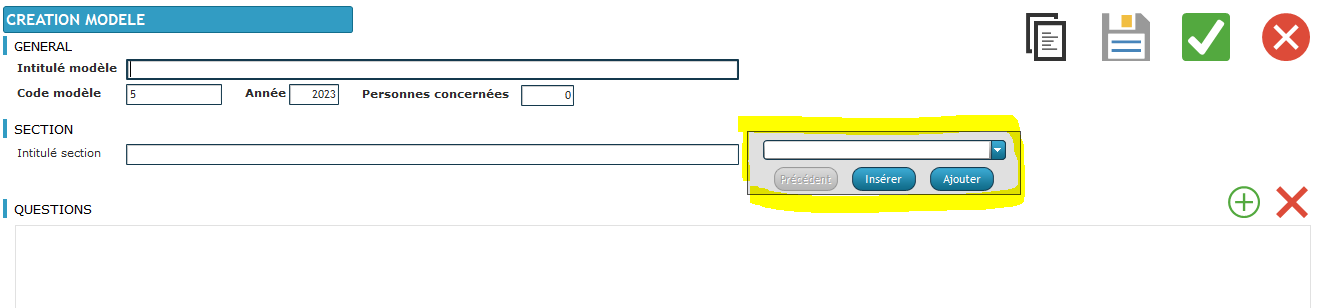 CREATION MODELE
GENERAL
Intitulé modèle
Code modèle 5 Année 2023 Personnes concernées 0
SECTION
Intitulé section
Précédent Insérer Ajouter
QUESTIONS